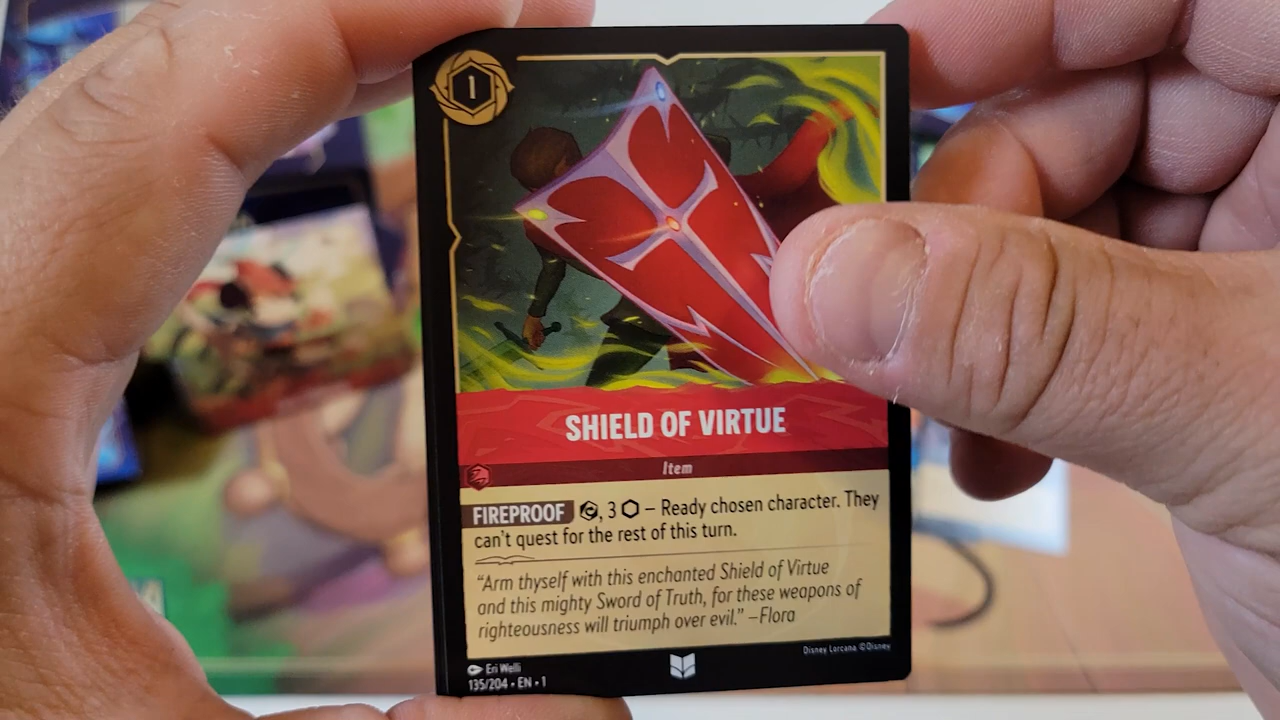 1
SHIELD OF VIRTUE
Item
FIREPROOF , 3 – Ready chosen character. They
can't quest for the rest of this turn.
“Arm thyself with this enchanted Shield of Virtue
and this mighty Sword of Truth, for these weapons of
righteousness will triumph over evil.” –Flora
Eri Welli
135/204 • EN • 1
Disney Lorcana ©Disney